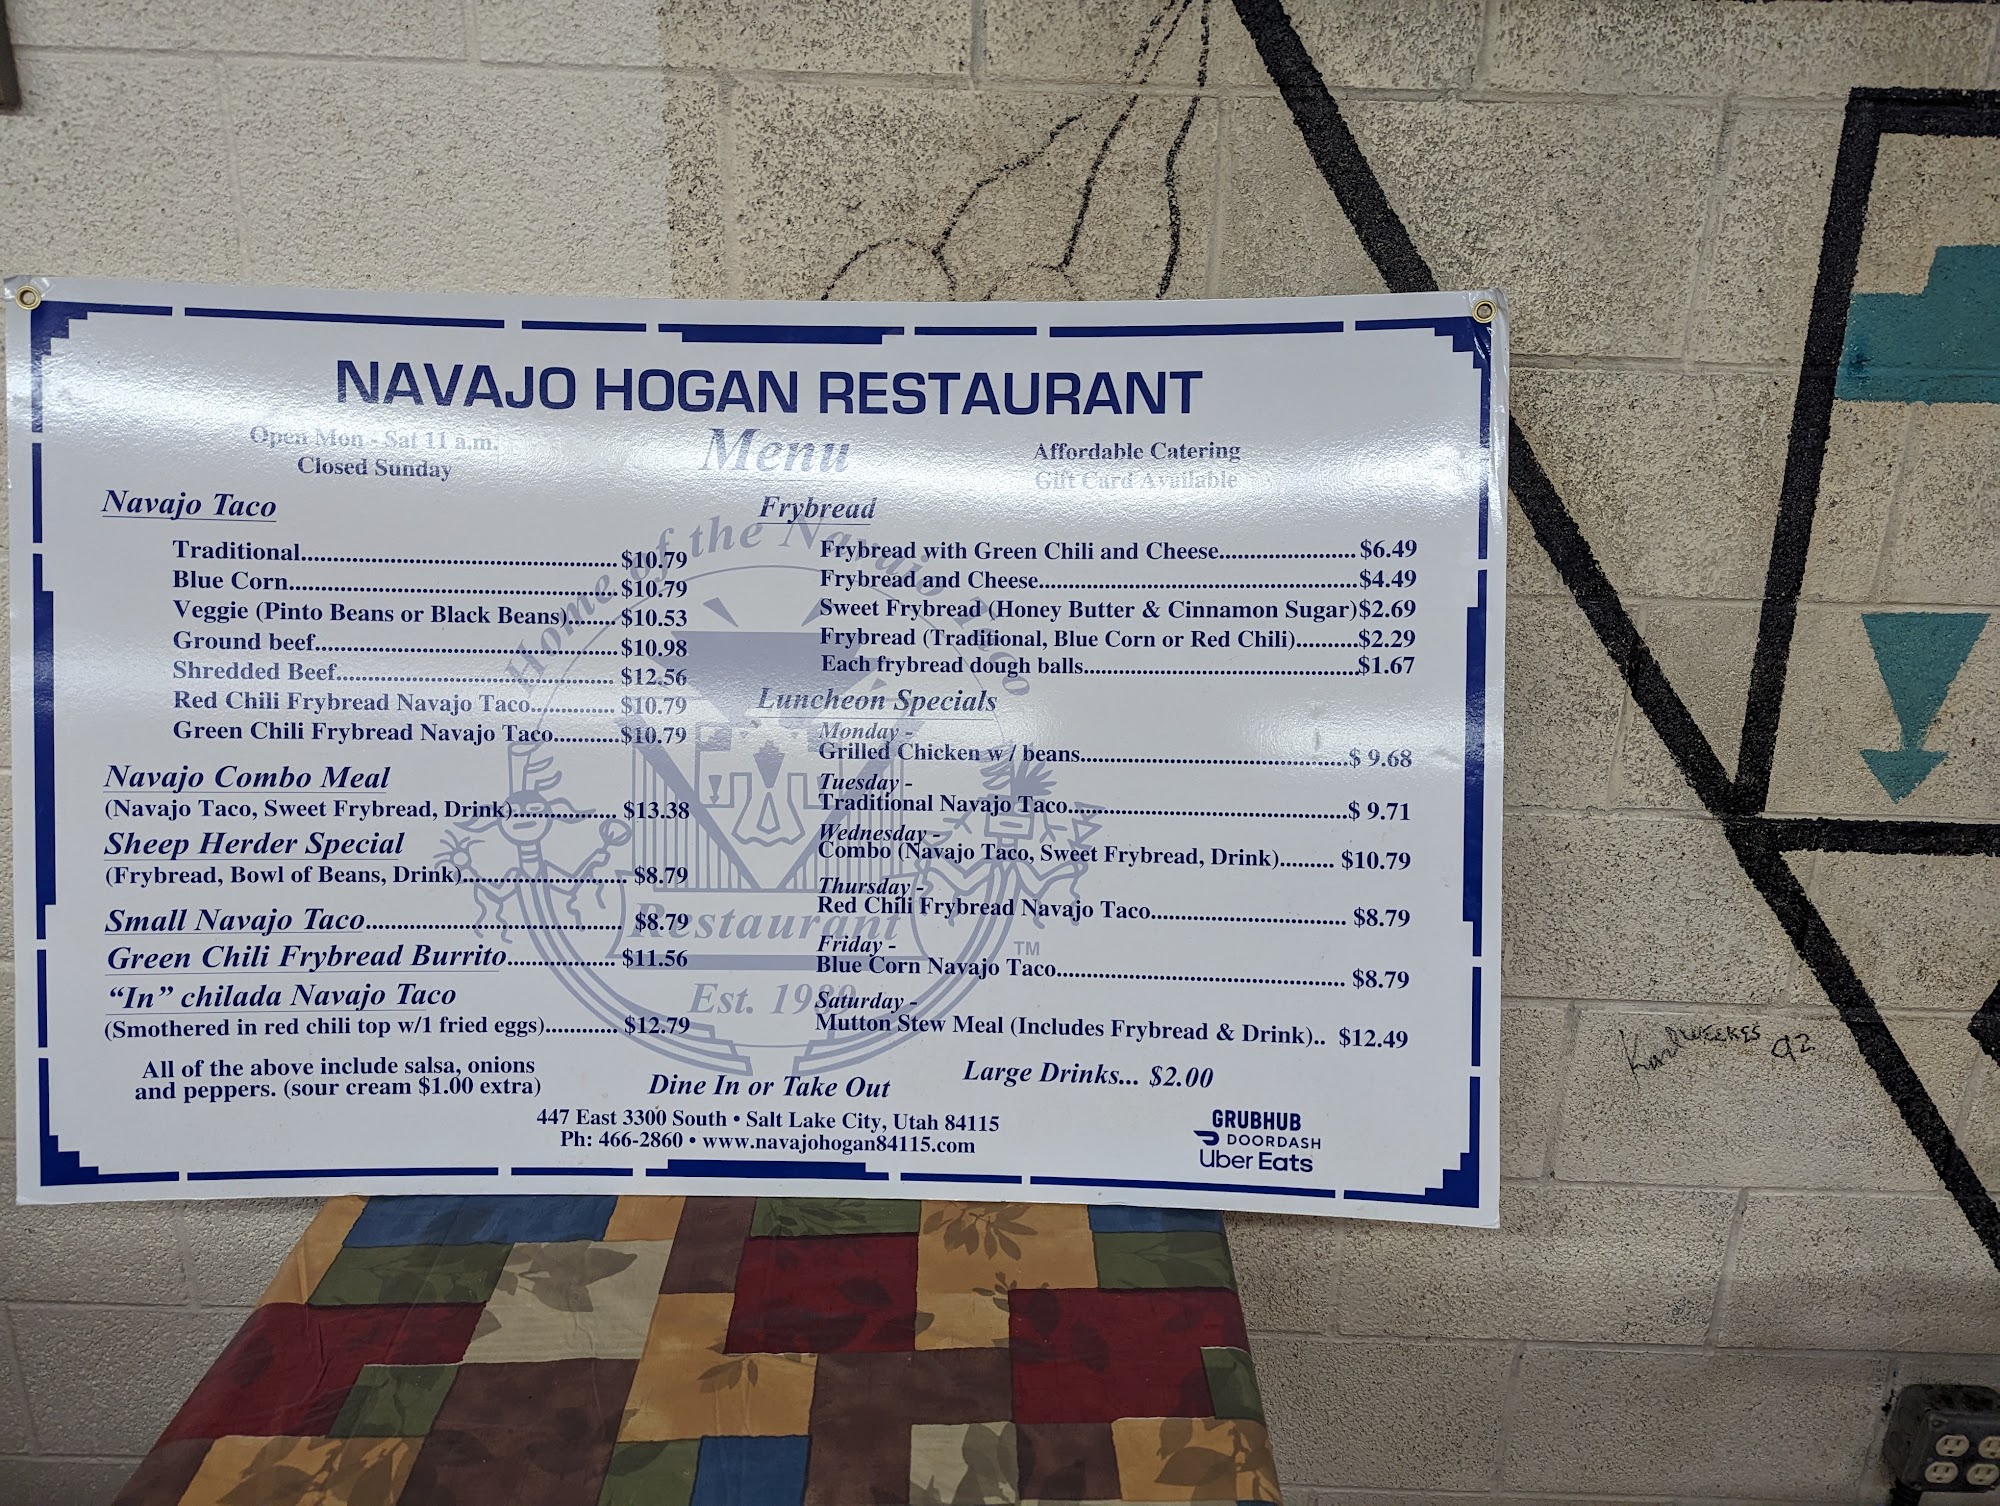 NAVAJO HOGAN RESTAURANT
Open Mon - Sat 11 a.m.
Closed Sunday
Menu
Affordable Catering
Gift Card Available
Navajo Taco
Traditional..........$10.79
Blue Corn..........$10.79
Veggie (Pinto Beans or Black Beans)........$10.53
Ground beef..........$10.98
Shredded Beef.......... $12.56
Red Chili Frybread Navajo Taco.......... $10.79
Green Chili Frybread Navajo Taco..........$10.79
Navajo Combo Meal
(Navajo Taco, Sweet Frybread, Drink).......... $13.38
Sheep Herder Special
(Frybread, Bowl of Beans, Drink).......... $8.79
Small Navajo Taco.......... $8.79
Green Chili Frybread Burrito.......... $11.56
“In” chilada Navajo Taco
(Smothered in red chili top w/1 fried eggs).......... $12.79
All of the above include salsa, onions
and peppers. (sour cream $1.00 extra)
Frybread
Frybread with Green Chili and Cheese.......... $6.49
Frybread and Cheese..........$4.49
Sweet Frybread (Honey Butter & Cinnamon Sugar)$2.69
Frybread (Traditional, Blue Corn or Red Chili)..........$2.29
Each frybread dough balls..........$1.67
Luncheon Specials
Monday -
Grilled Chicken w / beans..........$ 9.68
Tuesday -
Traditional Navajo Taco..........$ 9.71
Wednesday -
Combo (Navajo Taco, Sweet Frybread, Drink)......... $10.79
Thursday -
Red Chili Frybread Navajo Taco.......... $8.79
Friday -
Blue Corn Navajo Taco.......... $8.79
Saturday -
Mutton Stew Meal (Includes Frybread & Drink).. $12.49
Home of the Navajo Taco
Restaurant
TM
Est. 1989
Dine In or Take Out
Large Drinks... $2.00
447 East 3300 South • Salt Lake City, Utah 84115
Ph: 466-2860 • www.navajohogan84115.com
GRUBHUB
DOORDASH
Uber Eats
WEEKES 92